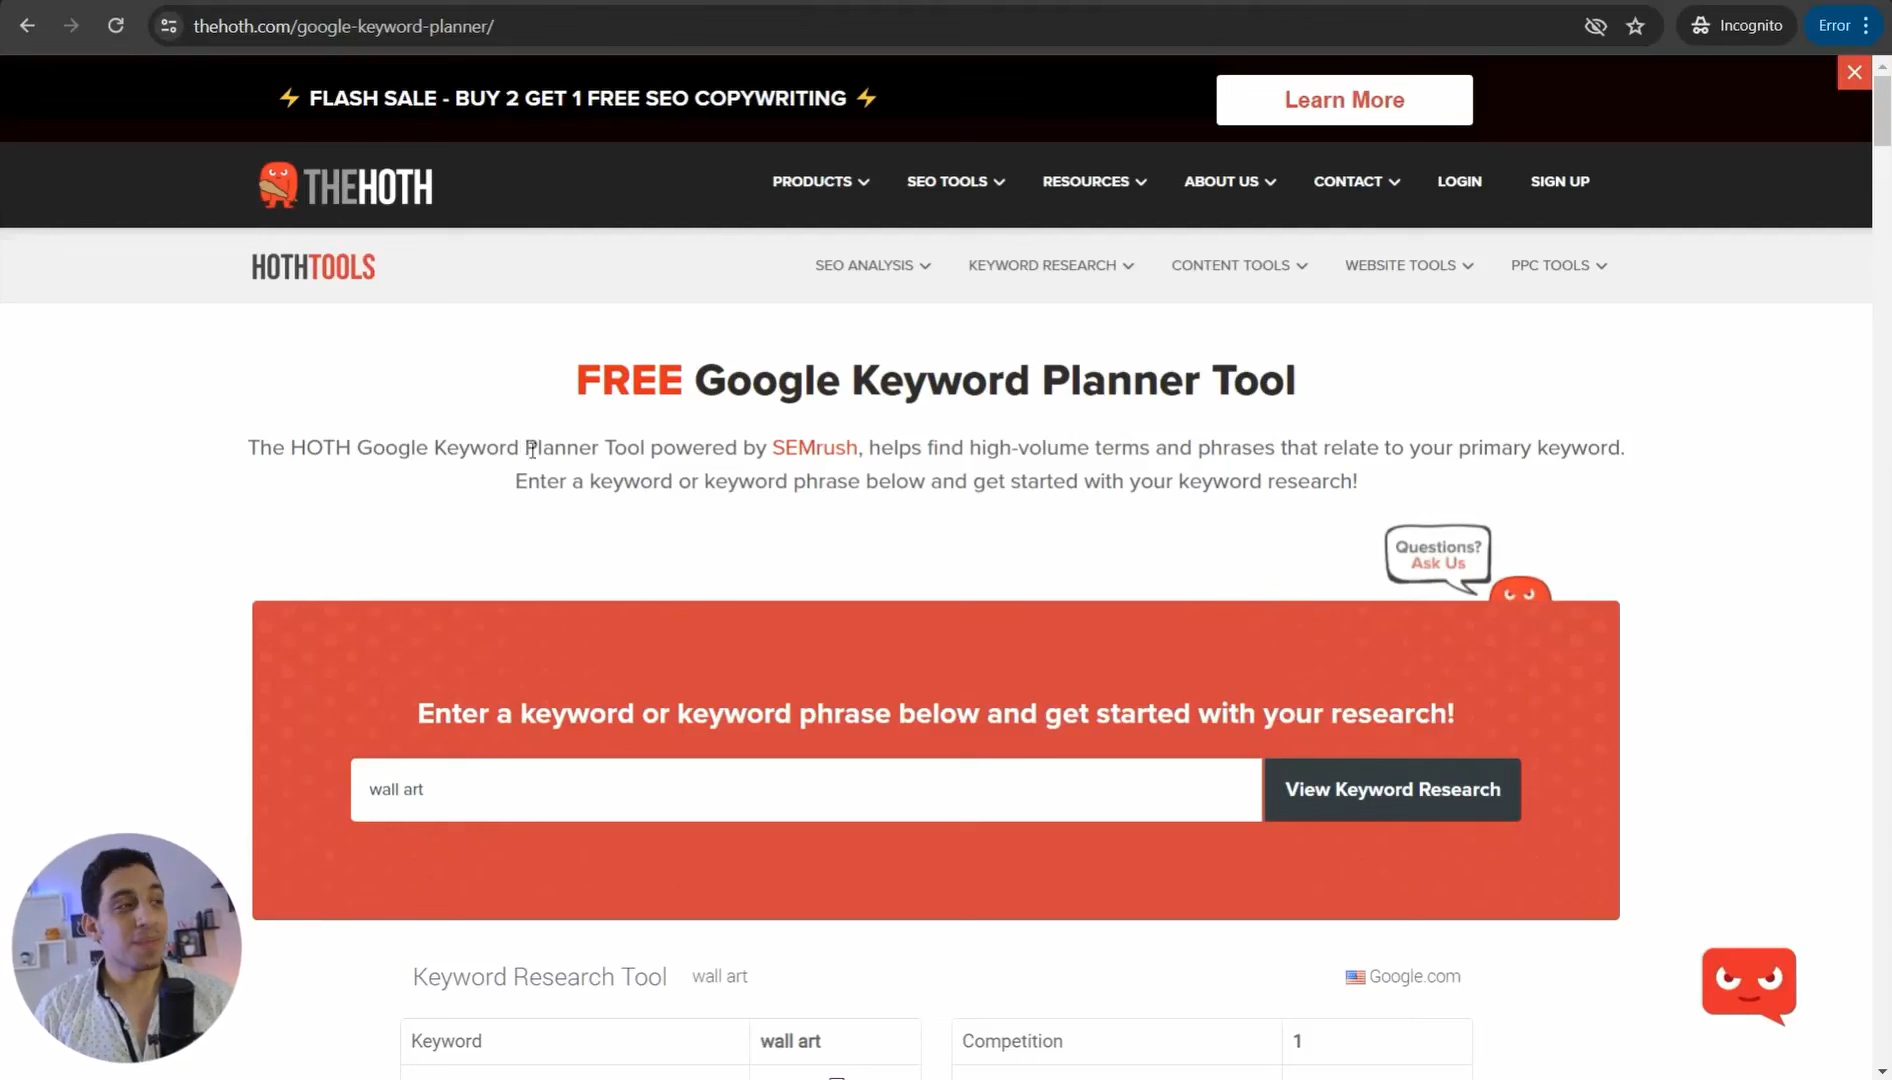 thehoth.com/google-keyword-planner/
Incognito
Error
⚡ FLASH SALE - BUY 2 GET 1 FREE SEO COPYWRITING ⚡
Learn More
THEHOTH
PRODUCTS
SEO TOOLS
RESOURCES
ABOUT US
CONTACT
LOGIN
SIGN UP
HOTHTOOLS
SEO ANALYSIS
KEYWORD RESEARCH
CONTENT TOOLS
WEBSITE TOOLS
PPC TOOLS
FREE Google Keyword Planner Tool
The HOTH Google Keyword Planner Tool powered by SEMrush, helps find high-volume terms and phrases that relate to your primary keyword.
Enter a keyword or keyword phrase below and get started with your keyword research!
Questions?
Ask Us
Enter a keyword or keyword phrase below and get started with your research!
wall art
View Keyword Research
Keyword Research Tool wall art
Google.com
Keyword wall art
Competition 1